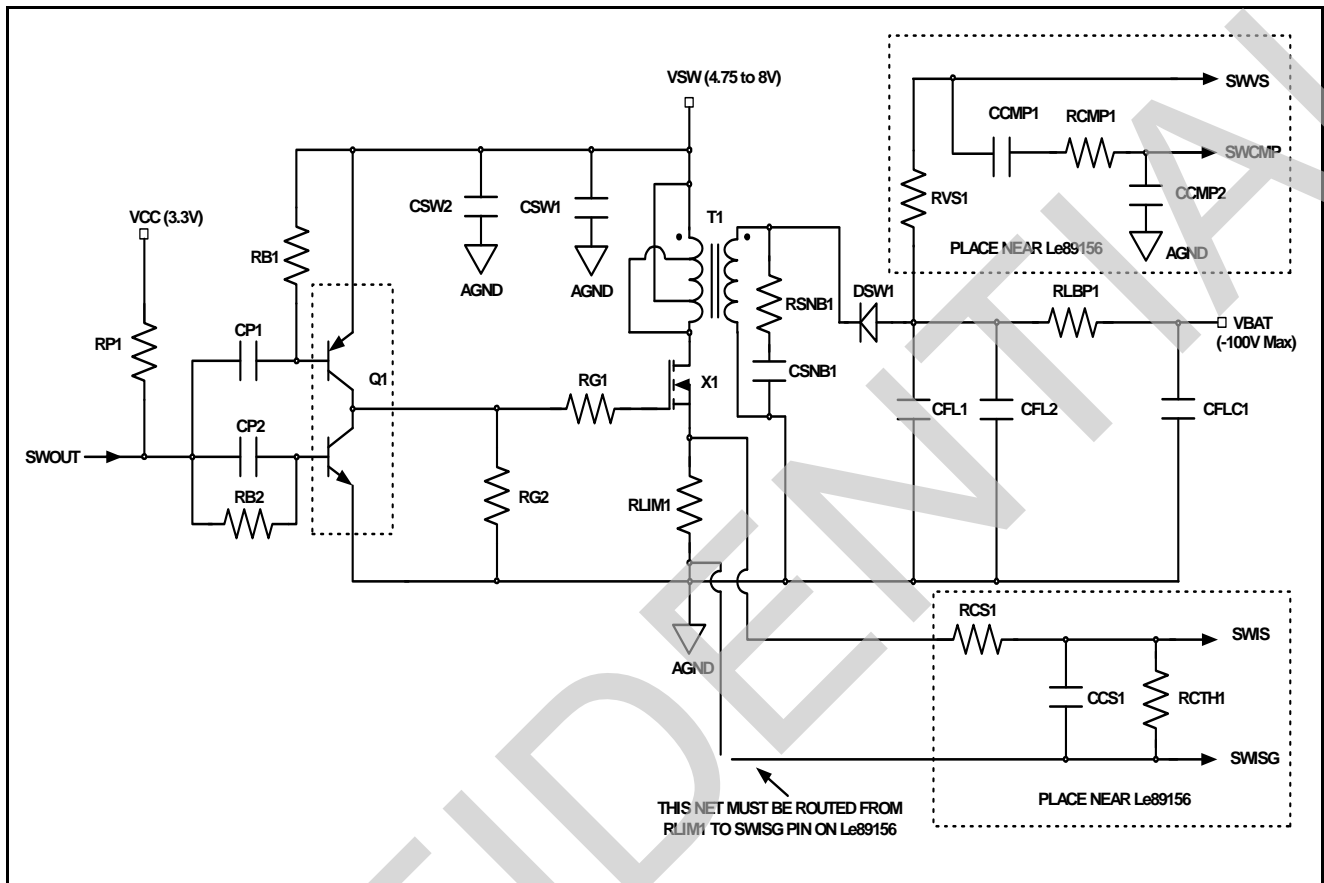 VSW (4.75 to 8V)
SWVS
CCMP1
RCMP1
SWCMP
CCMP2
RVS1
AGND
PLACE NEAR Le89156
CSW2
CSW1
T1
VCC (3.3V)
RB1
AGND
AGND
RSNB1
DSW1
RLBP1
VBAT
(-100V Max)
RP1
CP1
Q1
RG1
X1
CSNB1
CFL1
CFL2
CFLC1
CP2
SWOUT
RB2
RG2
RLIM1
AGND
RCS1
SWIS
CCS1
RCTH1
SWISG
PLACE NEAR Le89156
THIS NET MUST BE ROUTED FROM
RLIM1 TO SWISG PIN ON Le89156
FIDENTIAL